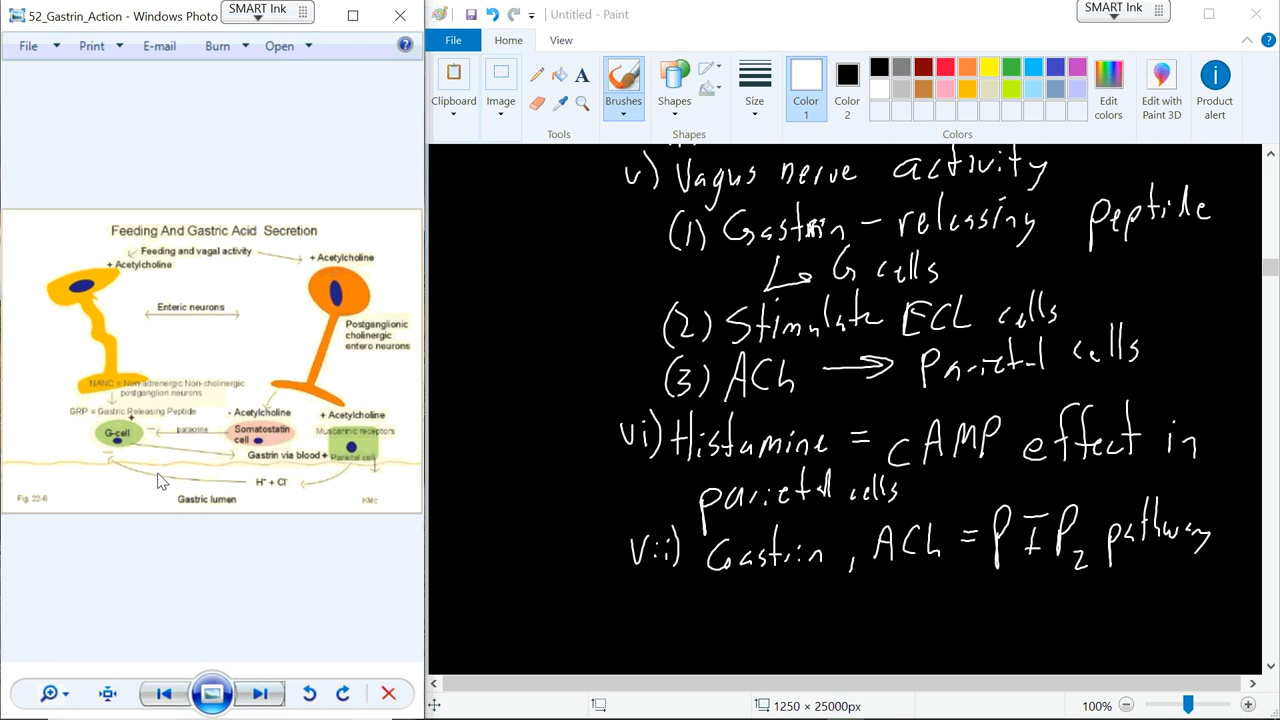 52_Gastrin_Action - Windows Photo
SMART Ink
File Print E-mail Burn Open
Feeding And Gastric Acid Secretion
Feeding and vagal activity
+ Acetylcholine
+ Acetylcholine
Enteric neurons
Postganglionic
cholinergic
entero neurons
NANC = Non adrenergic Non-cholinergic
postganglion neurons
GRP = Gastric Releasing Peptide
- Acetylcholine
+ Acetylcholine
Muscarinic receptors
+
G-cell
paracrine
Somatostatin
cell
Gastrin via blood +
Parietal cell
H+ + Cl-
Gastric lumen
Fig. 22-6
KMc
Untitled - Paint
SMART Ink
File Home View
Clipboard
Image
Tools
Brushes
Shapes
Shapes
Size
Color
1
Color
2
Edit
colors
Colors
Edit with
Paint 3D
Product
alert
v) Vagus nerve activity
(1) Gastrin - releasing peptide
↳ G cells
(2) Stimulate ECL cells
(3) ACh → Parietal cells
vi) Histamine = cAMP effect in
parietal cells
vii) Gastrin, ACh = PIP2 pathway
1250 × 25000px
100%